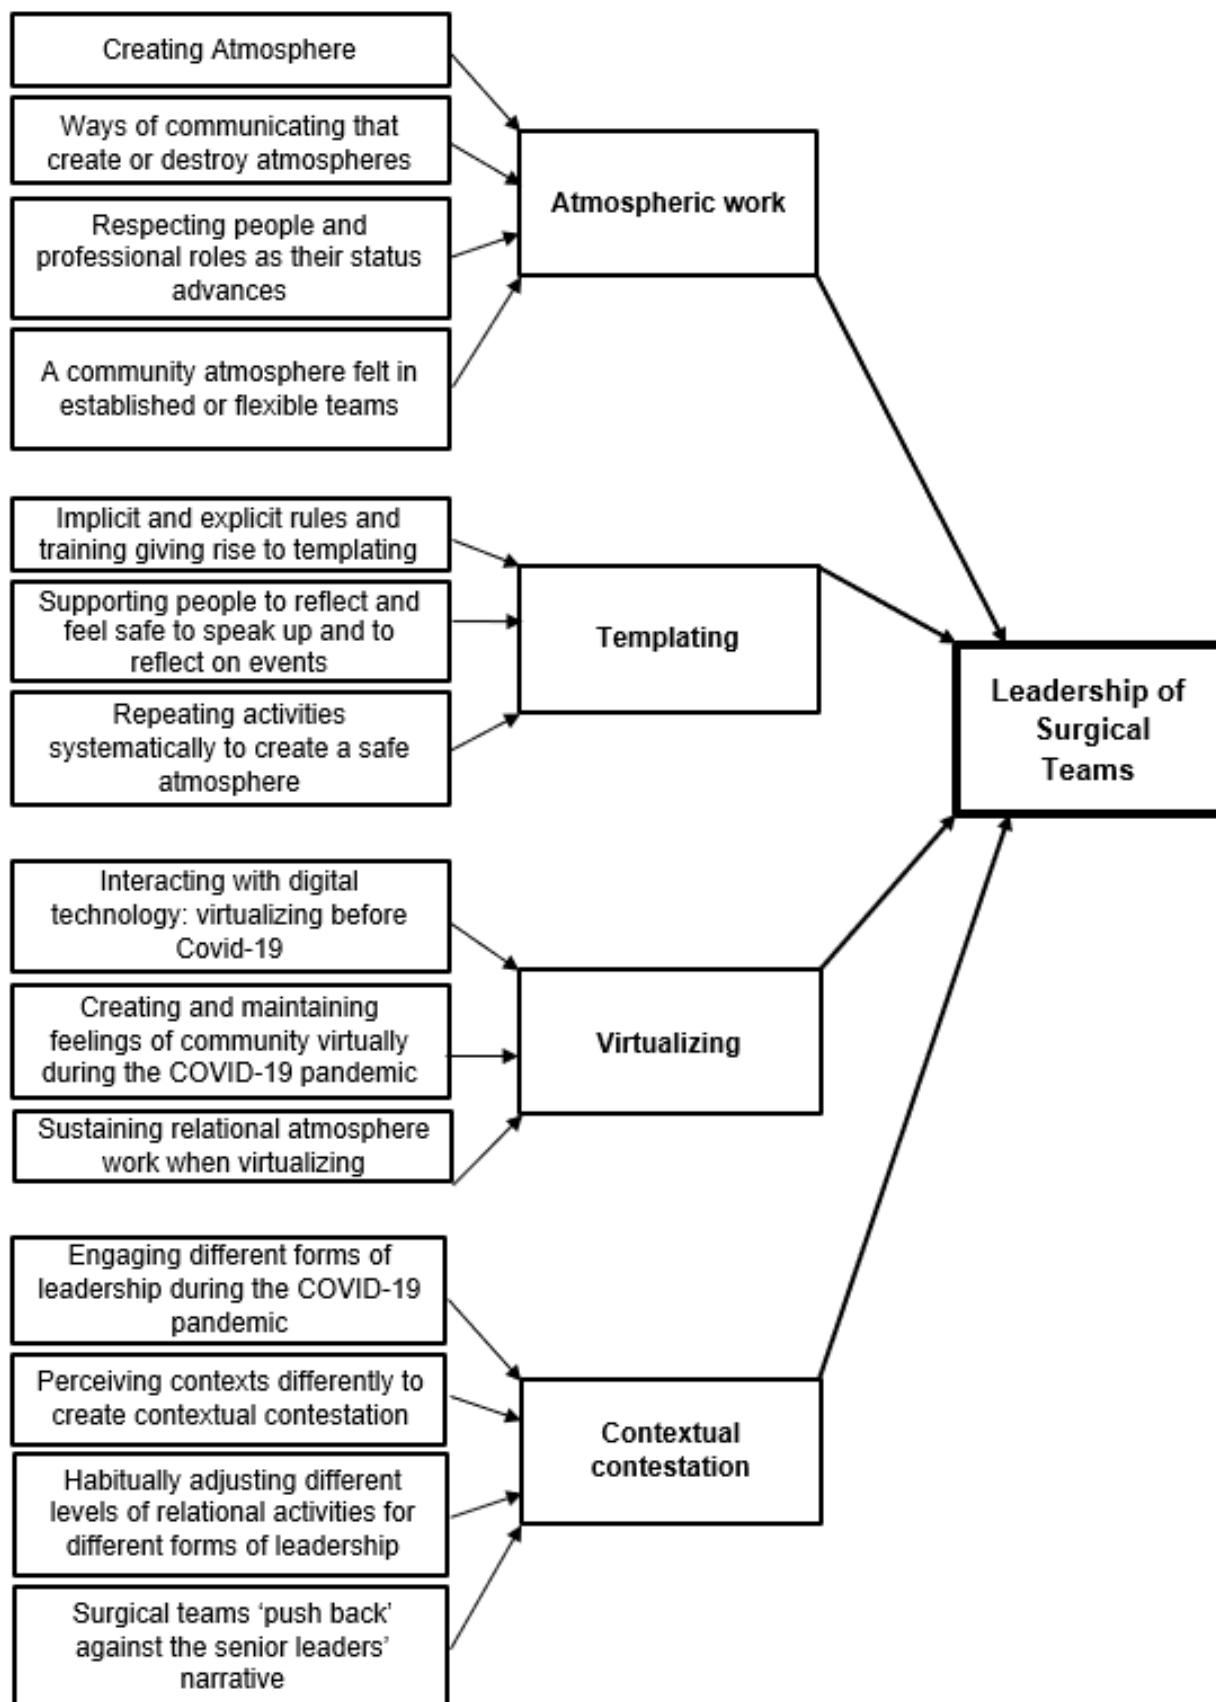 Creating Atmosphere
Ways of communicating that
create or destroy atmospheres
Respecting people and
professional roles as their status
advances
A community atmosphere felt in
established or flexible teams
Atmospheric work
Implicit and explicit rules and
training giving rise to templating
Supporting people to reflect and
feel safe to speak up and to
reflect on events
Repeating activities
systematically to create a safe
atmosphere
Templating
Interacting with digital
technology: virtualizing before
Covid-19
Creating and maintaining
feelings of community virtually
during the COVID-19 pandemic
Sustaining relational atmosphere
work when virtualizing
Virtualizing
Engaging different forms of
leadership during the COVID-19
pandemic
Perceiving contexts differently to
create contextual contestation
Habitually adjusting different
levels of relational activities for
different forms of leadership
Surgical teams ‘push back’
against the senior leaders’
narrative
Contextual
contestation
Leadership of
Surgical
Teams